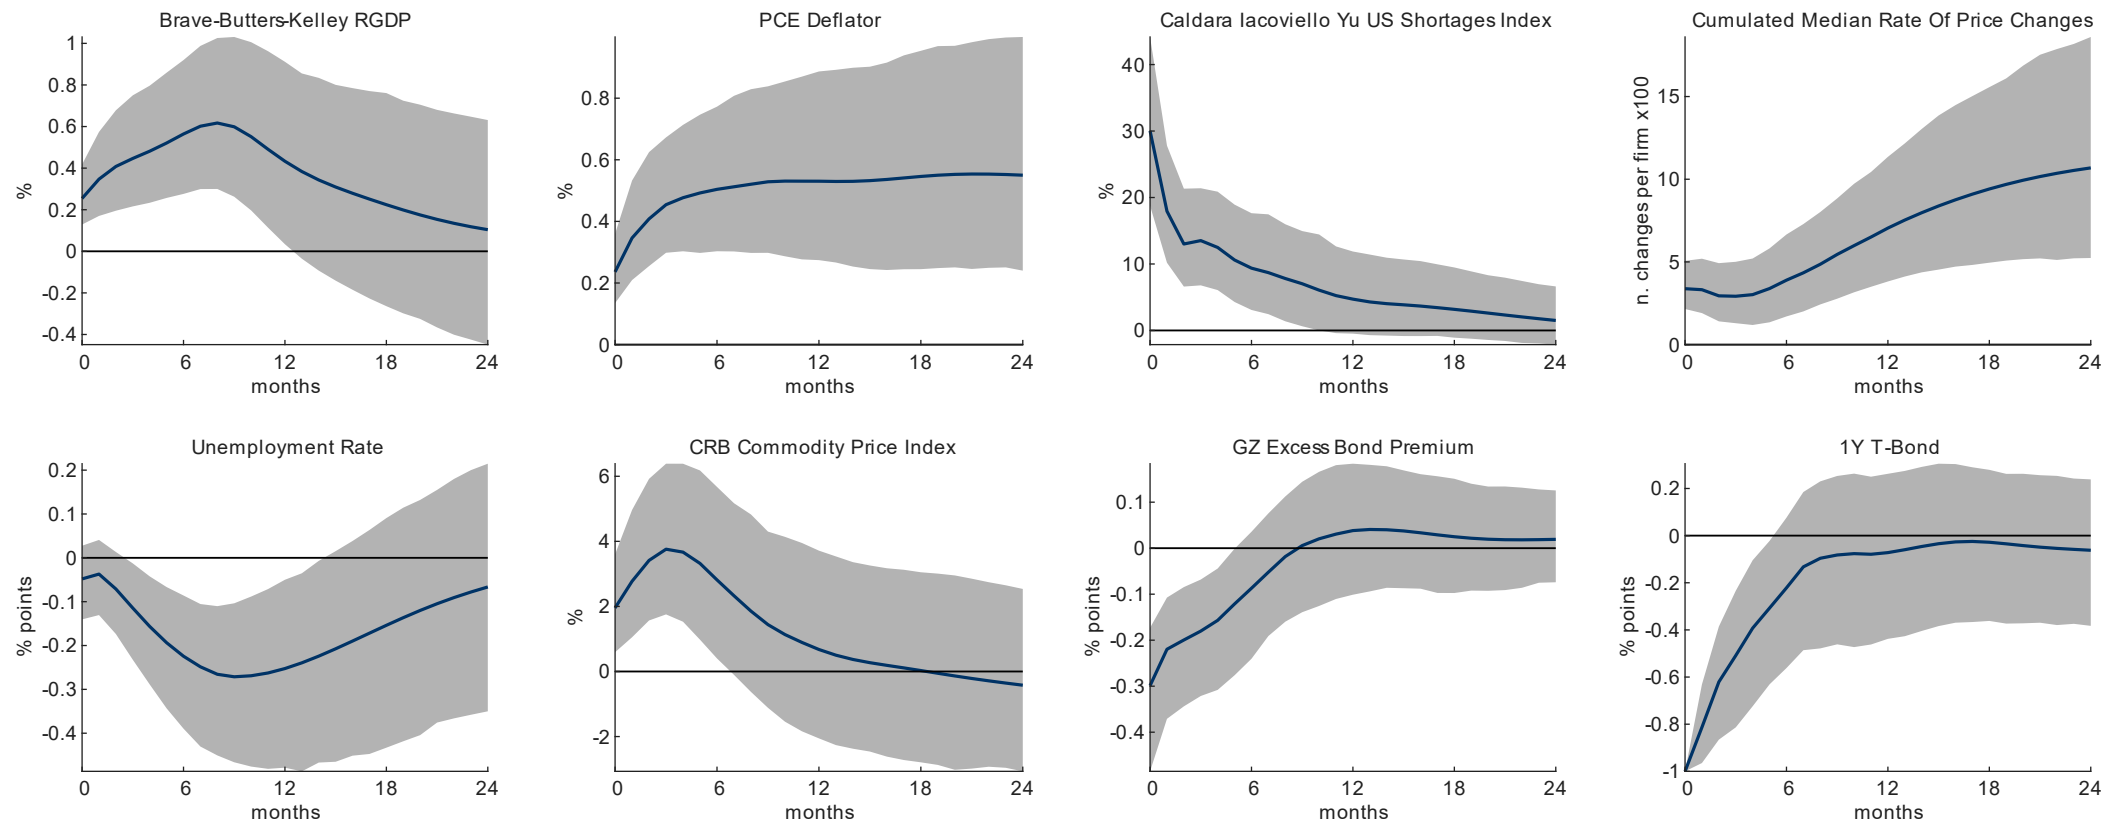 Brave-Butters-Kelley RGDP
1
0.8
0.6
0.4
0.2
0
-0.2
-0.4
%
0 6 12 18 24
months
PCE Deflator
0.8
0.6
0.4
0.2
0
%
0 6 12 18 24
months
Caldara Iacoviello Yu US Shortages Index
40
30
20
10
0
%
0 6 12 18 24
months
Cumulated Median Rate Of Price Changes
15
10
5
0
n. changes per firm x100
0 6 12 18 24
months
Unemployment Rate
0.2
0.1
0
-0.1
-0.2
-0.3
-0.4
% points
0 6 12 18 24
months
CRB Commodity Price Index
6
4
2
0
-2
%
0 6 12 18 24
months
GZ Excess Bond Premium
0.1
0
-0.1
-0.2
-0.3
-0.4
% points
0 6 12 18 24
months
1Y T-Bond
0.2
0
-0.2
-0.4
-0.6
-0.8
-1
% points
0 6 12 18 24
months